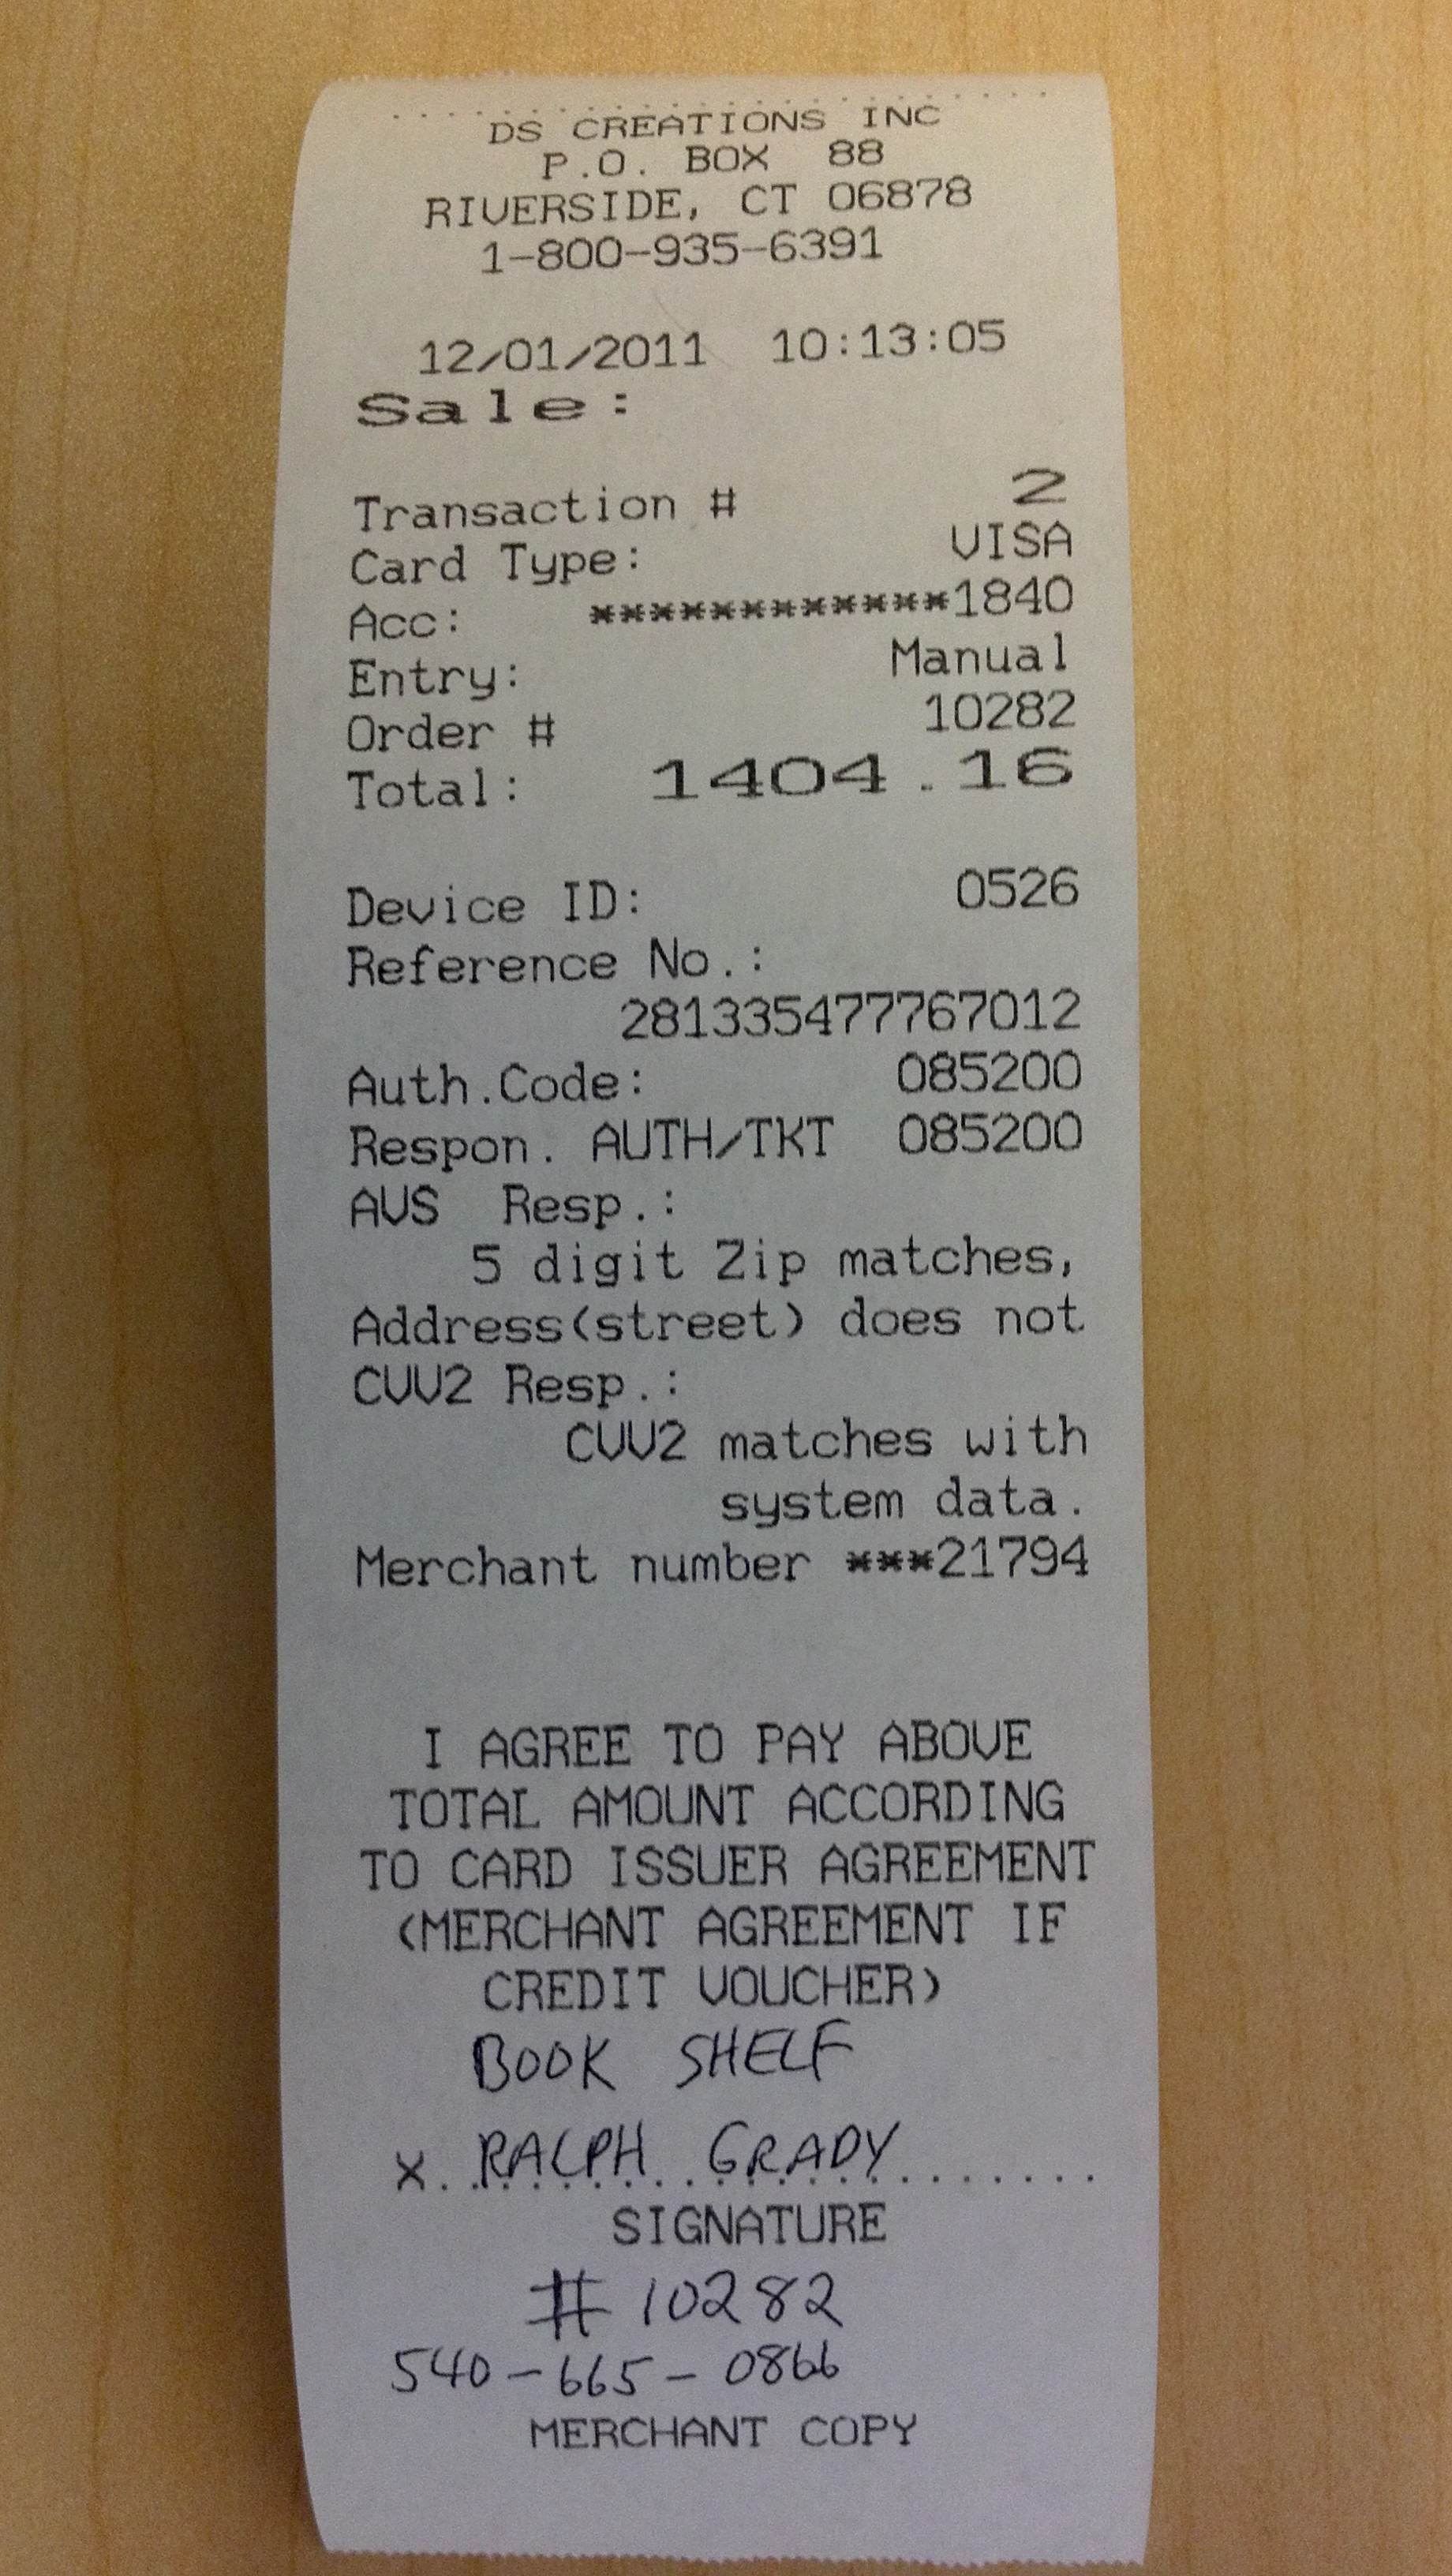 DS CREATIONS INC
P.O. BOX 88
RIVERSIDE, CT 06878
1-800-935-6391
12/01/2011 10:13:05
Sale:
Transaction # 2
Card Type: VISA
Acc: ************1840
Entry: Manual
Order # 10282
Total: 1404.16
Device ID: 0526
Reference No.:
281335477767012
Auth.Code: 085200
Respon. AUTH/TKT 085200
AVS Resp.:
5 digit Zip matches,
Address(street) does not
CVV2 Resp.:
CVV2 matches with
system data.
Merchant number ***21794
I AGREE TO PAY ABOVE
TOTAL AMOUNT ACCORDING
TO CARD ISSUER AGREEMENT
(MERCHANT AGREEMENT IF
CREDIT VOUCHER)
BOOK SHELF
x. RALPH GRADY
SIGNATURE
# 10282
540-665-0866
MERCHANT COPY